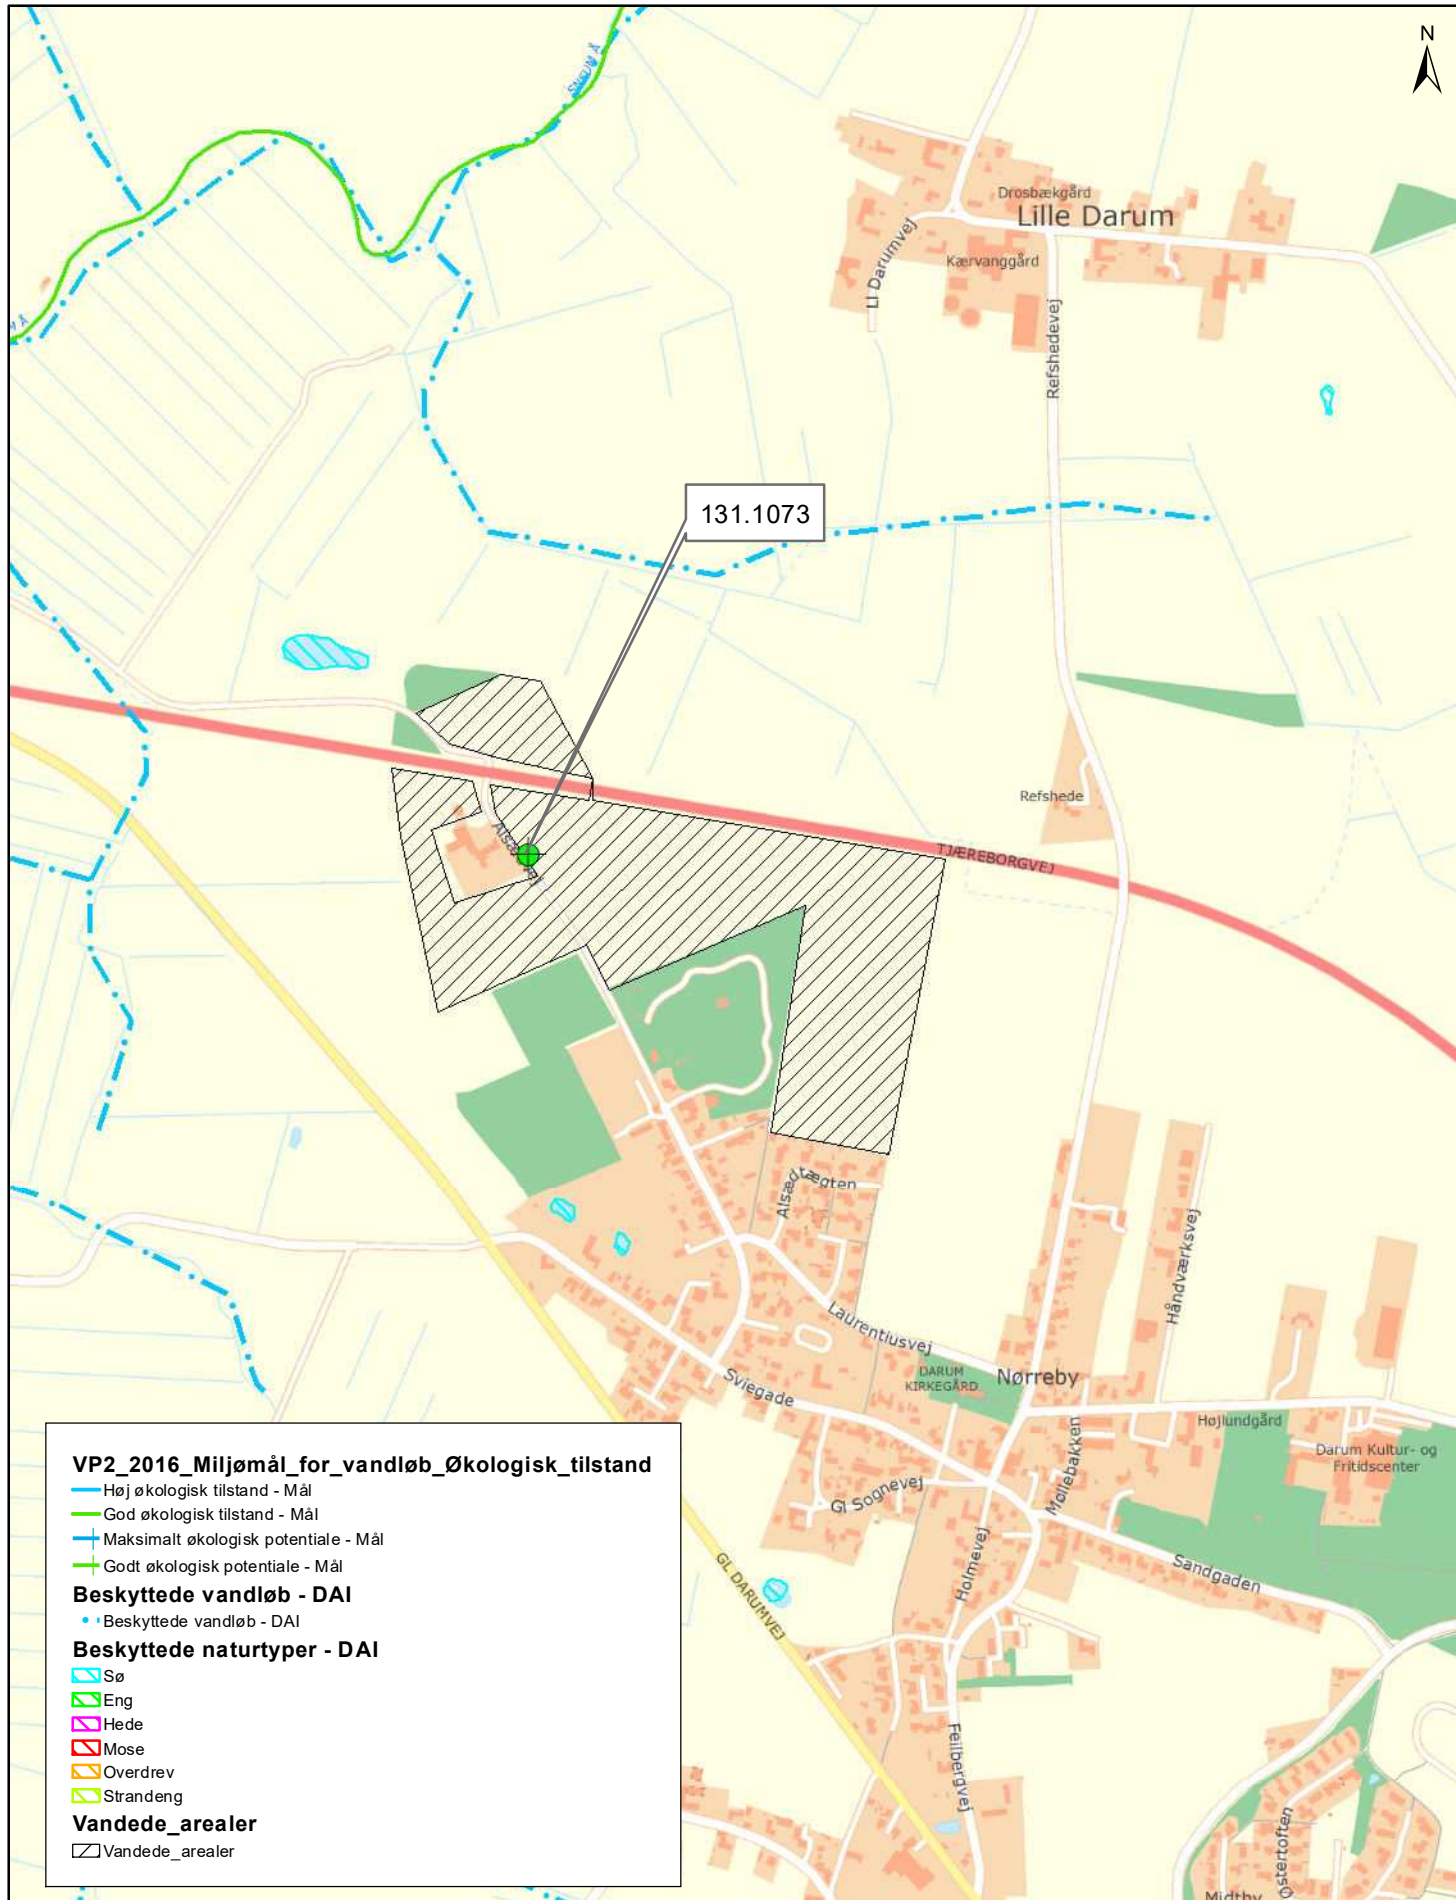 N
SNEUM Å
Drosbækgård
Lille Darum
Kærvanggård
Ll Darumvej
Refshedevej
131.1073
Refshede
TJÆREBORGVEJ
Alsædtægten
Håndværksvej
Laurentiusvej
DARUM
KIRKEGÅRD
Nørreby
Sviegade
Højlundgård
Darum Kultur- og
Fritidscenter
Gl Sognevej
Møllebakken
Holmevej
Sandgaden
GL DARUMVEJ
Feilbergvej
Østertoften
Midtby
VP2_2016_Miljømål_for_vandløb_Økologisk_tilstand
Høj økologisk tilstand - Mål
God økologisk tilstand - Mål
Maksimalt økologisk potentiale - Mål
Godt økologisk potentiale - Mål
Beskyttede vandløb - DAI
Beskyttede vandløb - DAI
Beskyttede naturtyper - DAI
Sø
Eng
Hede
Mose
Overdrev
Strandeng
Vandede_arealer
Vandede_arealer